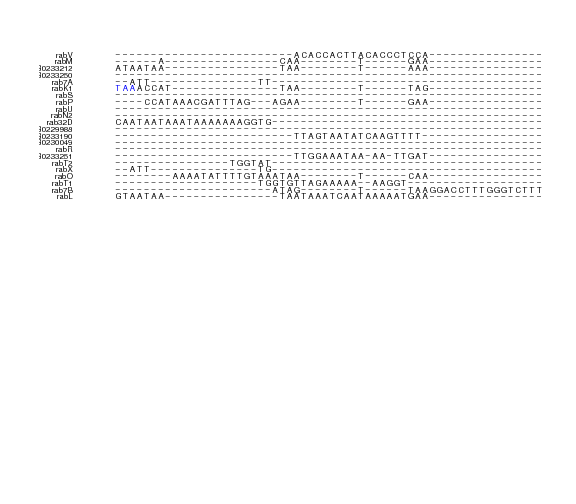 rabV -------------------------ACACCACTTACACCCTCCA----------------
rabM ------A----------------CAA--------T------GAA----------------
30233212 ATAATAA----------------TAA--------T------AAA----------------
30233250 ------------------------------------------------------------
rab7A --ATT---------------TT--------------------------------------
rabK1 TAAACCAT---------------TAA--------T------TAG----------------
rabS ------------------------------------------------------------
rabP ----CCATAAACGATTTAG---AGAA--------T------GAA----------------
rabU ------------------------------------------------------------
rabN2 ------------------------------------------------------------
rab32D CAATAATAAATAAAAAAAGGTG--------------------------------------
30229988 ------------------------------------------------------------
30233190 -------------------------TTAGTAATATCAAGTTTT-----------------
30230049 ------------------------------------------------------------
rabR ------------------------------------------------------------
30233251 -------------------------TTGGAAATAA-AA-TTGAT----------------
rabT2 ----------------TGGTAT--------------------------------------
rabX --ATT---------------TG--------------------------------------
rabO --------AAAATATTTTGTAAATAA--------T------CAA----------------
rabT1 --------------------TGGTGTTAGAAAAA--AAGGT-------------------
rab7B ----------------------ATAG--------T------TAAGGACCTTTGGGTCTTT
rabL GTAATAA----------------TAATAAATCAATAAAAATGAA----------------